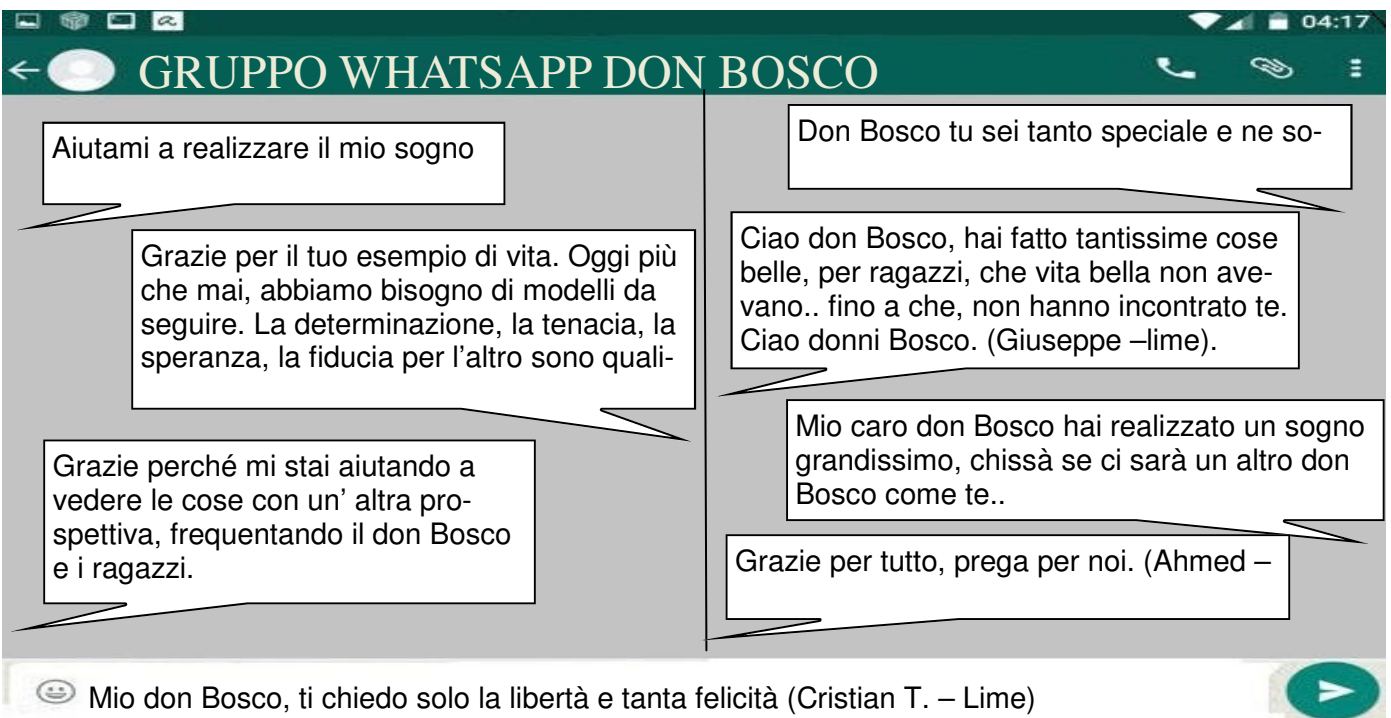 04:17
GRUPPO WHATSAPP DON BOSCO
Aiutami a realizzare il mio sogno
Grazie per il tuo esempio di vita. Oggi più
che mai, abbiamo bisogno di modelli da
seguire. La determinazione, la tenacia, la
speranza, la fiducia per l’altro sono quali-
Grazie perché mi stai aiutando a
vedere le cose con un’ altra pro-
spettiva, frequentando il don Bosco
e i ragazzi.
Don Bosco tu sei tanto speciale e ne so-
Ciao don Bosco, hai fatto tantissime cose
belle, per ragazzi, che vita bella non ave-
vano.. fino a che, non hanno incontrato te.
Ciao donni Bosco. (Giuseppe –lime).
Mio caro don Bosco hai realizzato un sogno
grandissimo, chissà se ci sarà un altro don
Bosco come te..
Grazie per tutto, prega per noi. (Ahmed –
Mio don Bosco, ti chiedo solo la libertà e tanta felicità (Cristian T. – Lime)